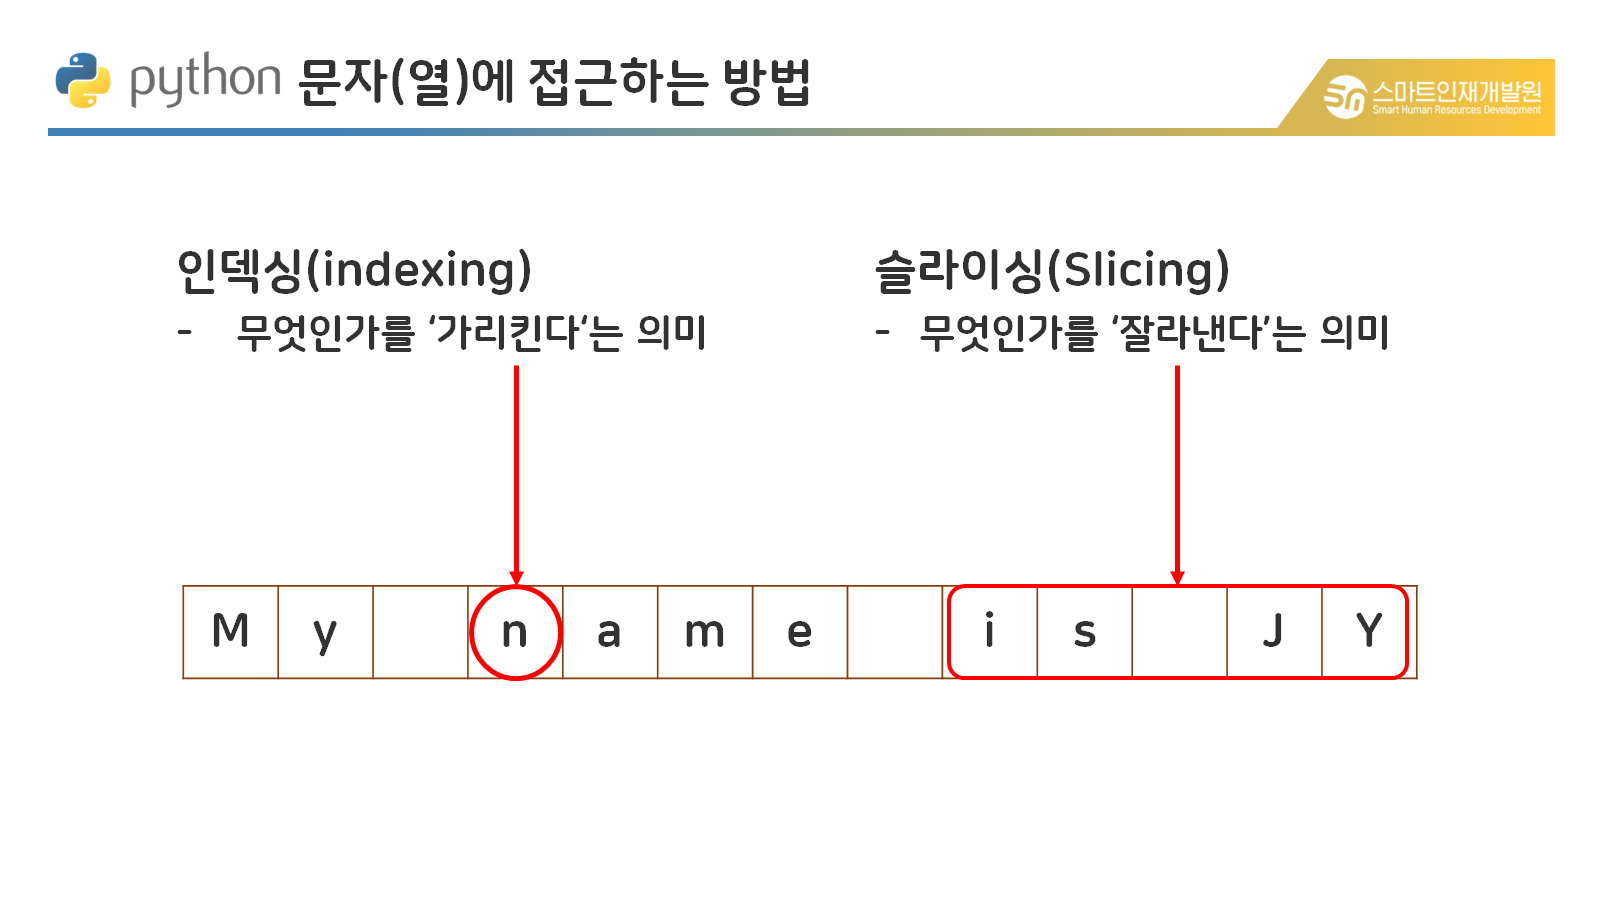 python 문자(열)에 접근하는 방법
스마트인재개발원
Smart Human Resources Development
인덱싱(indexing)
- 무엇인가를 ‘가리킨다‘는 의미
슬라이싱(Slicing)
- 무엇인가를 ‘잘라낸다’는 의미
M y n a m e i s J Y